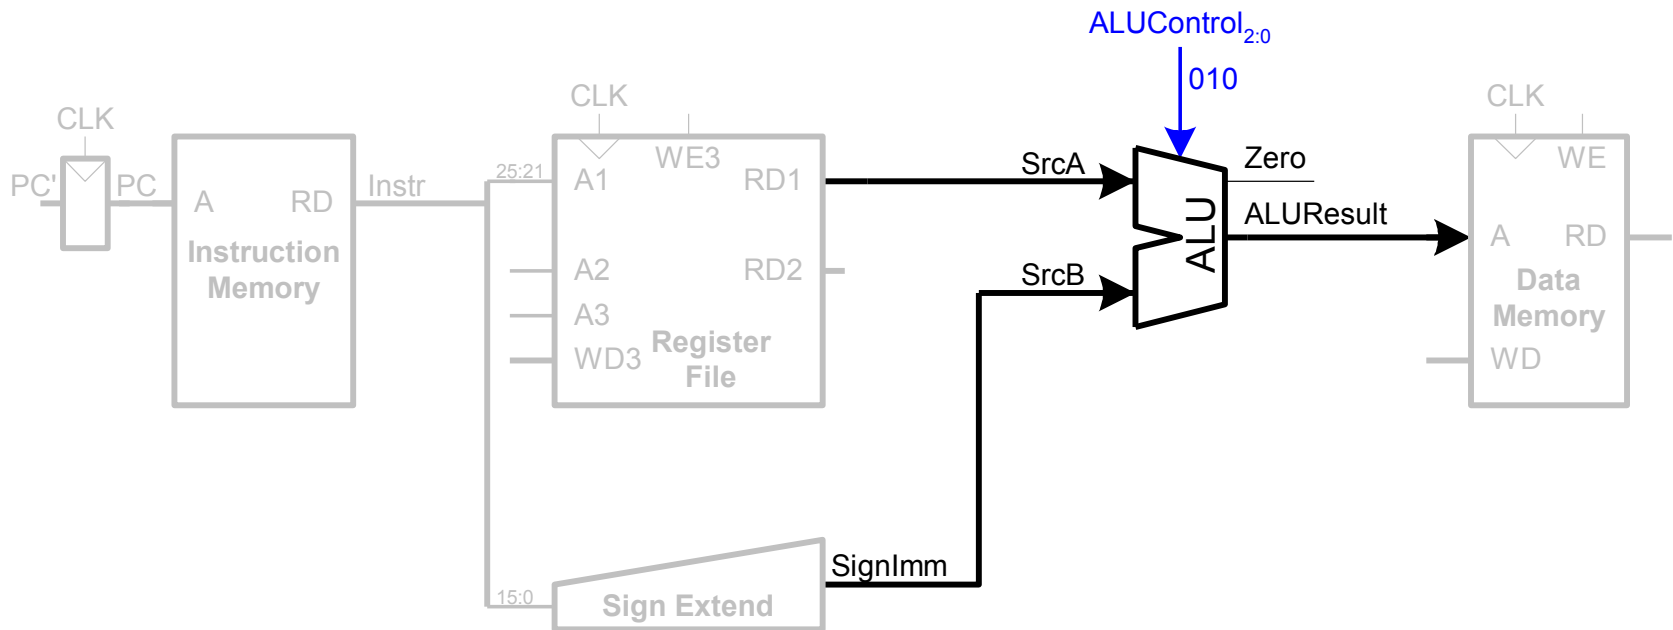 ALUControl2:0
010
CLK
CLK
CLK
PC'
PC
A
RD
Instr
Instruction
Memory
25:21
A1
WE3
RD1
A2
RD2
A3
WD3
Register
File
SrcA
SrcB
ALU
Zero
ALUResult
WE
A
RD
Data
Memory
WD
15:0
Sign Extend
SignImm